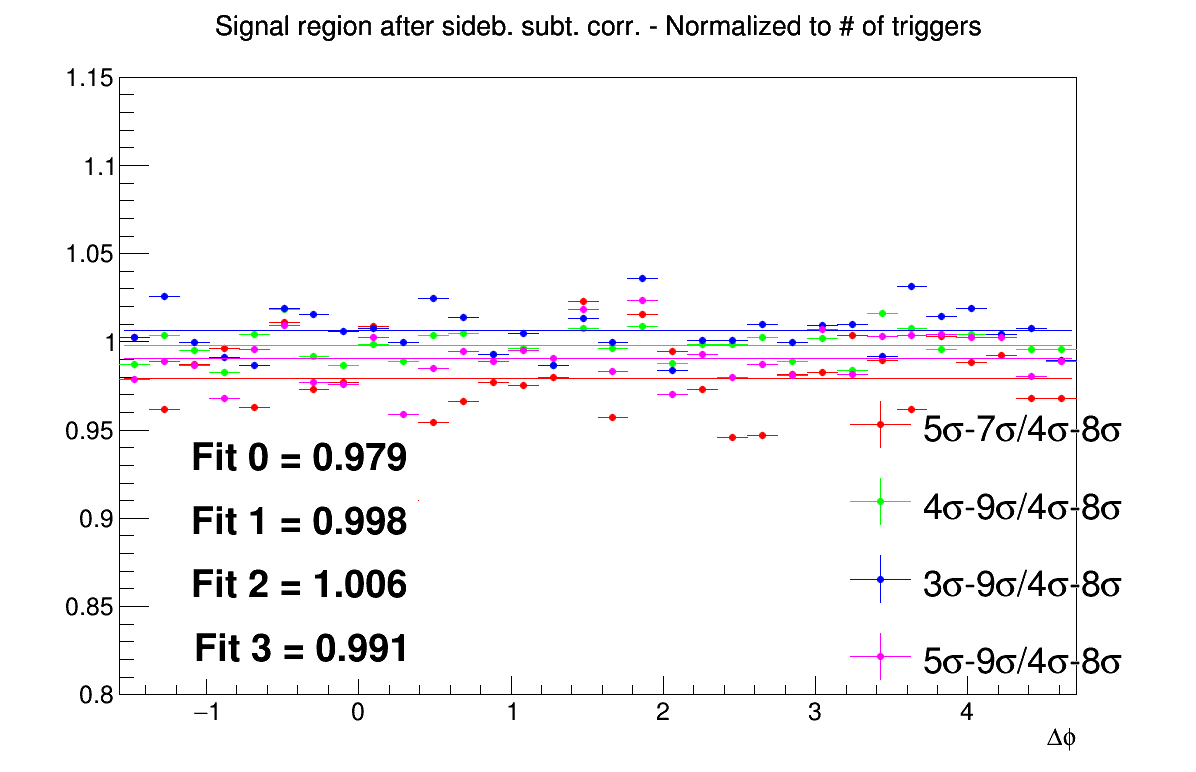 Signal region after sideb. subt. corr. - Normalized to # of triggers
1.15
1.1
1.05
1
0.95
0.9
0.85
0.8
Fit 0 = 0.979
Fit 1 = 0.998
Fit 2 = 1.006
Fit 3 = 0.991
5σ-7σ/4σ-8σ
4σ-9σ/4σ-8σ
3σ-9σ/4σ-8σ
5σ-9σ/4σ-8σ
−1 0 1 2 3 4
Δϕ